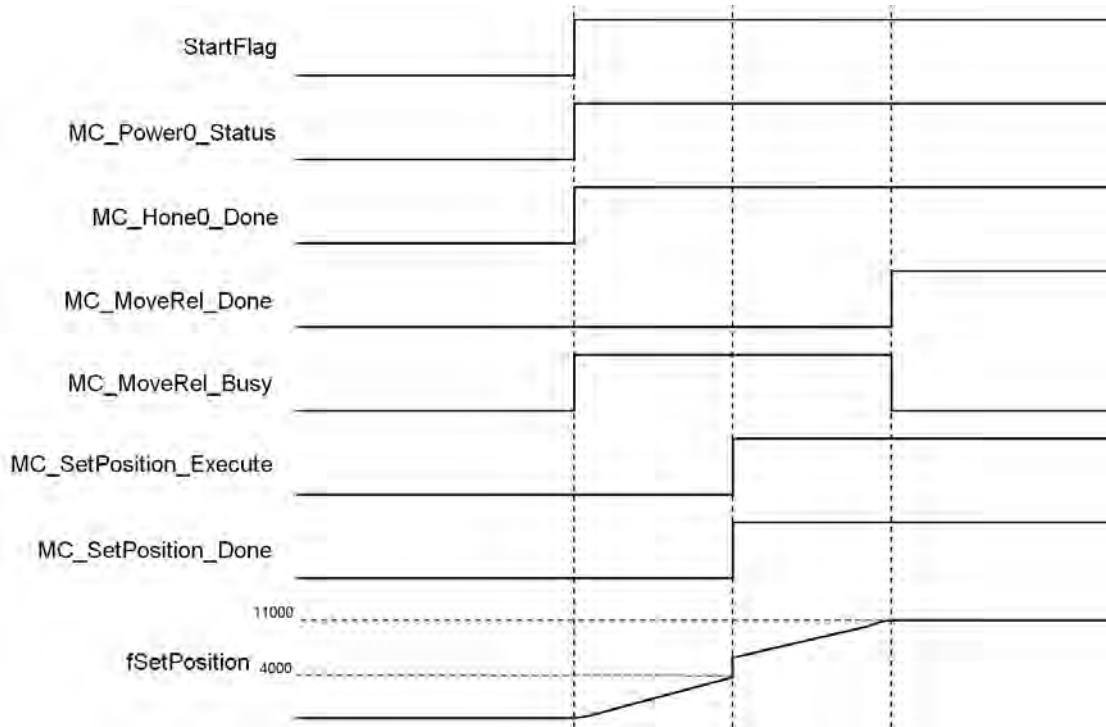 StartFlag
MC_Power0_Status
MC_Hone0_Done
MC_MoveRel_Done
MC_MoveRel_Busy
MC_SetPosition_Execute
MC_SetPosition_Done
11000
fSetPosition 4000